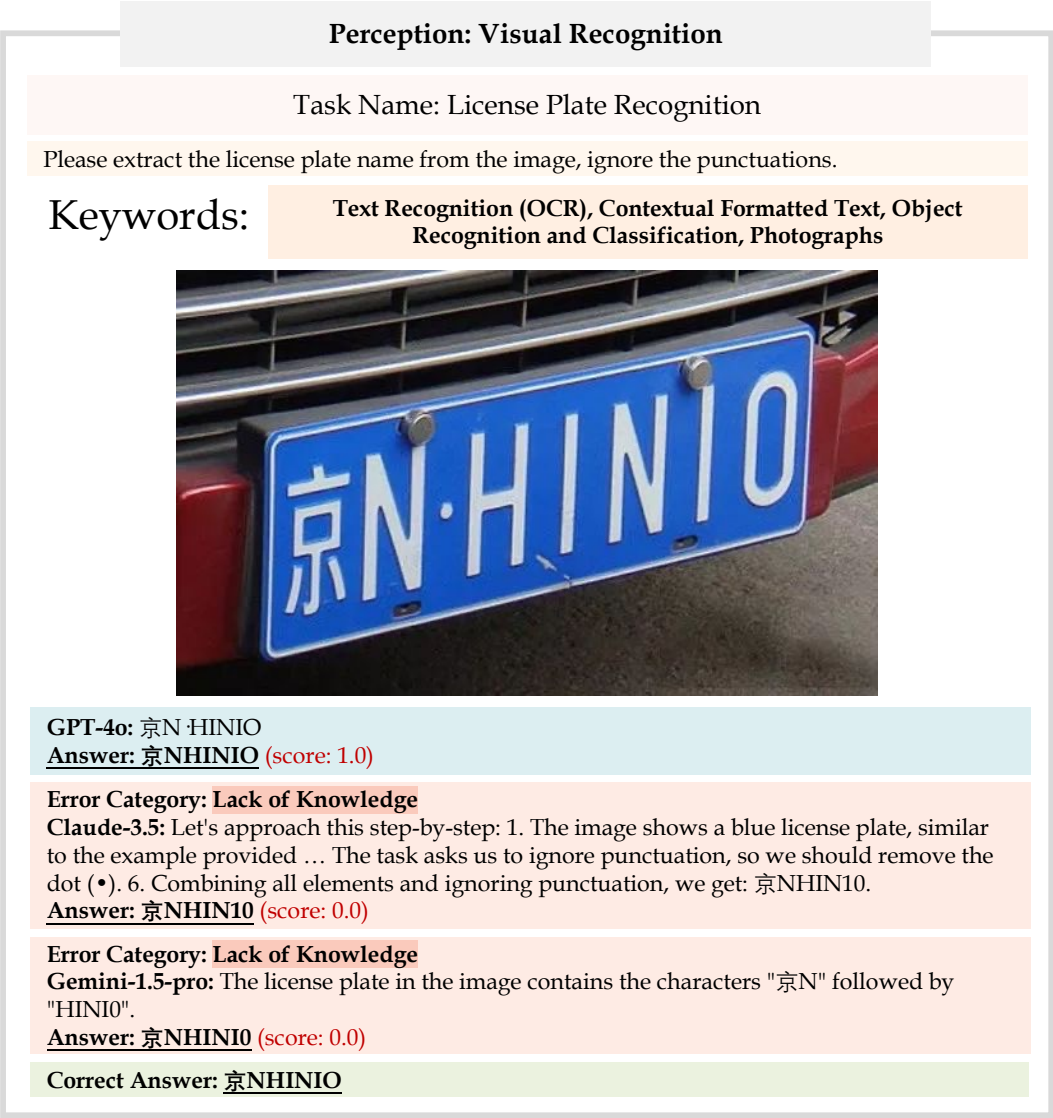 Perception: Visual Recognition
Task Name: License Plate Recognition
Please extract the license plate name from the image, ignore the punctuations.
Keywords:
Text Recognition (OCR), Contextual Formatted Text, Object
Recognition and Classification, Photographs
京N·HINIO
GPT-4o: 京N·HINIO
Answer: 京NHINIO (score: 1.0)
Error Category: Lack of Knowledge
Claude-3.5: Let's approach this step-by-step: 1. The image shows a blue license plate, similar
to the example provided … The task asks us to ignore punctuation, so we should remove the
dot (•). 6. Combining all elements and ignoring punctuation, we get: 京NHIN10.
Answer: 京NHIN10 (score: 0.0)
Error Category: Lack of Knowledge
Gemini-1.5-pro: The license plate in the image contains the characters "京N" followed by
"HINI0".
Answer: 京NHINI0 (score: 0.0)
Correct Answer: 京NHINIO